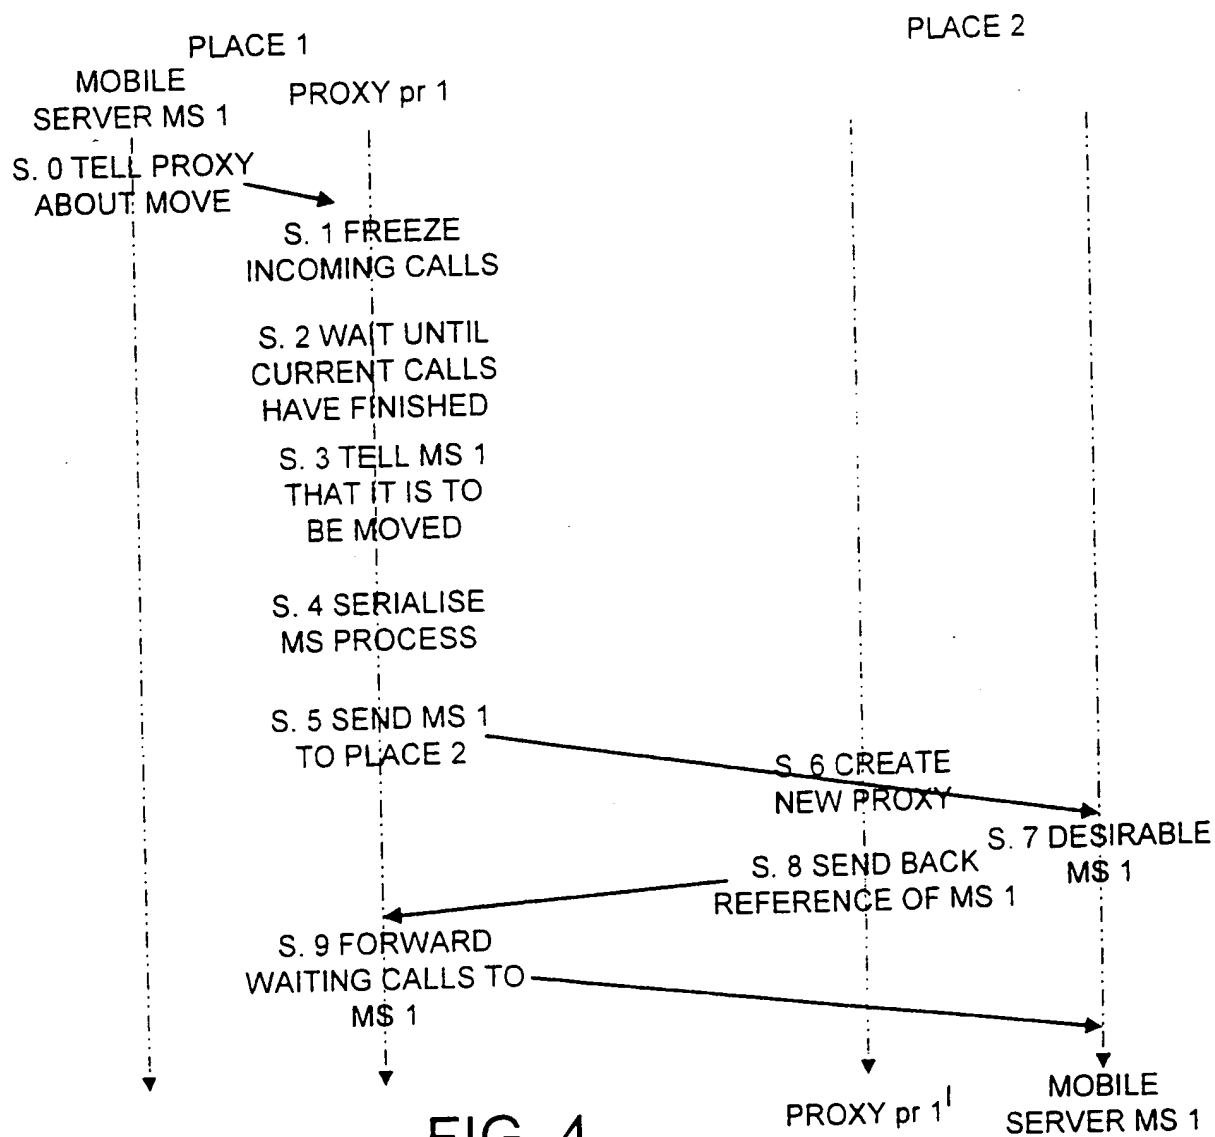 PLACE 1
PLACE 2
MOBILE
SERVER MS 1
PROXY pr 1
S. 0 TELL PROXY
ABOUT MOVE
S. 1 FREEZE
INCOMING CALLS
S. 2 WAIT UNTIL
CURRENT CALLS
HAVE FINISHED
S. 3 TELL MS 1
THAT IT IS TO
BE MOVED
S. 4 SERIALISE
MS PROCESS
S. 5 SEND MS 1
TO PLACE 2
S. 6 CREATE
NEW PROXY
S. 7 DESIRABLE
MS 1
S. 8 SEND BACK
REFERENCE OF MS 1
S. 9 FORWARD
WAITING CALLS TO
MS 1
PROXY pr 1'
MOBILE
SERVER MS 1
FIG. 4